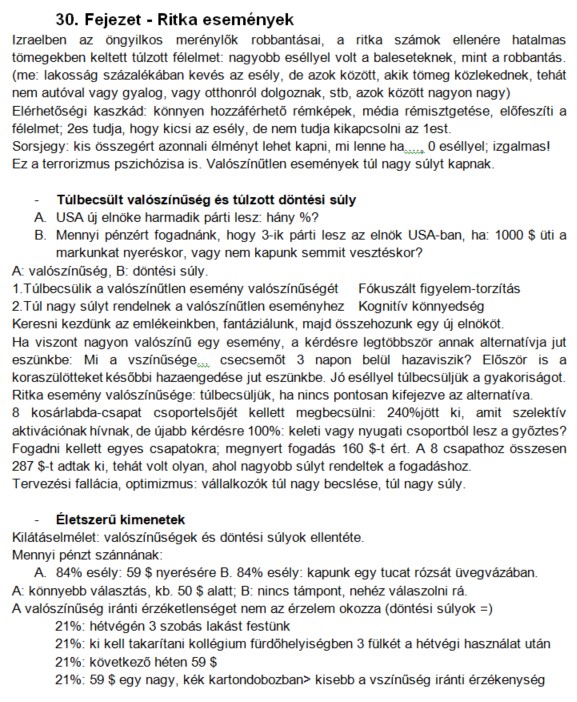 30. Fejezet - Ritka események
Izraelben az öngyilkos merénylők robbantásai, a ritka számok ellenére hatalmas
tömegekben keltett túlzott félelmet: nagyobb eséllyel volt a baleseteknek, mint a robbantás.
(me: lakosság százalékában kevés az esély, de azok között, akik tömeg közlekednek, tehát
nem autóval vagy gyalog, vagy otthonról dolgoznak, stb, azok között nagyon nagy)
Elérhetőségi kaszkád: könnyen hozzáférhető rémképek, média rémisztgetése, előfeszíti a
félelmet; 2es tudja, hogy kicsi az esély, de nem tudja kikapcsolni az 1est.
Sorsjegy: kis összegért azonnali élményt lehet kapni, mi lenne ha….., 0 eséllyel; izgalmas!
Ez a terrorizmus pszichózisa is. Valószínűtlen események túl nagy súlyt kapnak.
- Túlbecsült valószínűség és túlzott döntési súly
A. USA új elnöke harmadik párti lesz: hány %?
B. Mennyi pénzért fogadnánk, hogy 3-ik párti lesz az elnök USA-ban, ha: 1000 $ üti a
markunkat nyeréskor, vagy nem kapunk semmit vesztéskor?
A: valószínűség, B: döntési súly.
1.Túlbecsülik a valószínűtlen esemény valószínűségét Fókuszált figyelem-torzítás
2.Túl nagy súlyt rendelnek a valószínűtlen eseményhez Kognitív könnyedség
Keresni kezdünk az emlékeinkben, fantáziálunk, majd összehozunk egy új elnököt.
Ha viszont nagyon valószínű egy esemény, a kérdésre legtöbbször annak alternatívja jut
eszünkbe: Mi a vszínűsége… csecsemőt 3 napon belül hazaviszik? Először is a
koraszülötteket későbbi hazaengedése jut eszünkbe. Jó eséllyel túlbecsüljük a gyakoriságot.
Ritka esemény valószínűsége: túlbecsüljük, ha nincs pontosan kifejezve az alternatíva.
8 kosárlabda-csapat csoportelsőjét kellett megbecsülni: 240%jött ki, amit szelektív
aktivációnak hívnak, de újabb kérdésre 100%: keleti vagy nyugati csoportból lesz a győztes?
Fogadni kellett egyes csapatokra; megnyert fogadás 160 $-t ért. A 8 csapathoz összesen
287 $-t adtak ki, tehát volt olyan, ahol nagyobb súlyt rendeltek a fogadáshoz.
Tervezési fallácia, optimizmus: vállalkozók túl nagy becslése, túl nagy súly.
- Életszerű kimenetek
Kilátáselmélet: valószínűségek és döntési súlyok ellentéte.
Mennyi pénzt szánnának:
A. 84% esély: 59 $ nyerésére B. 84% esély: kapunk egy tucat rózsát üvegvázában.
A: könnyebb választás, kb. 50 $ alatt; B: nincs támpont, nehéz válaszolni rá.
A valószínűség iránti érzéketlenséget nem az érzelem okozza (döntési súlyok =)
21%: hétvégén 3 szobás lakást festünk
21%: ki kell takarítani kollégium fürdőhelyiségben 3 fülkét a hétvégi használat után
21%: következő héten 59 $
21%: 59 $ egy nagy, kék kartondobozban> kisebb a vszínűség iránti érzékenység